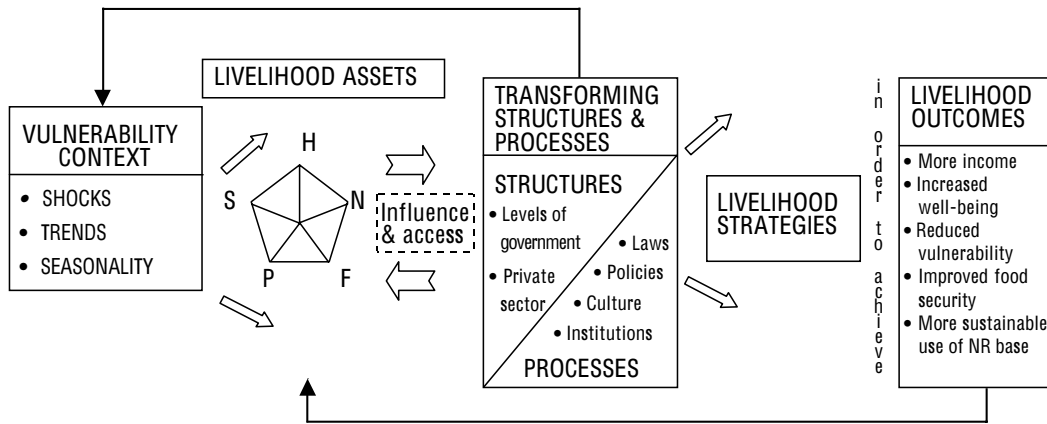 VULNERABILITY
CONTEXT
• SHOCKS
• TRENDS
• SEASONALITY
LIVELIHOOD ASSETS
H
S
N
P
F
Influence
& access
TRANSFORMING
STRUCTURES &
PROCESSES
STRUCTURES
• Levels of
government
• Private
sector
• Laws
• Policies
• Culture
• Institutions
PROCESSES
LIVELIHOOD
STRATEGIES
in order to achieve
LIVELIHOOD
OUTCOMES
• More income
• Increased
well-being
• Reduced
vulnerability
• Improved food
security
• More sustainable
use of NR base